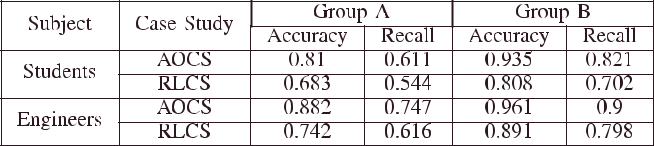 Subject Case Study Group A Group B
Accuracy Recall Accuracy Recall
Students AOCS 0.81 0.611 0.935 0.821
RLCS 0.683 0.544 0.808 0.702
Engineers AOCS 0.882 0.747 0.961 0.9
RLCS 0.742 0.616 0.891 0.798